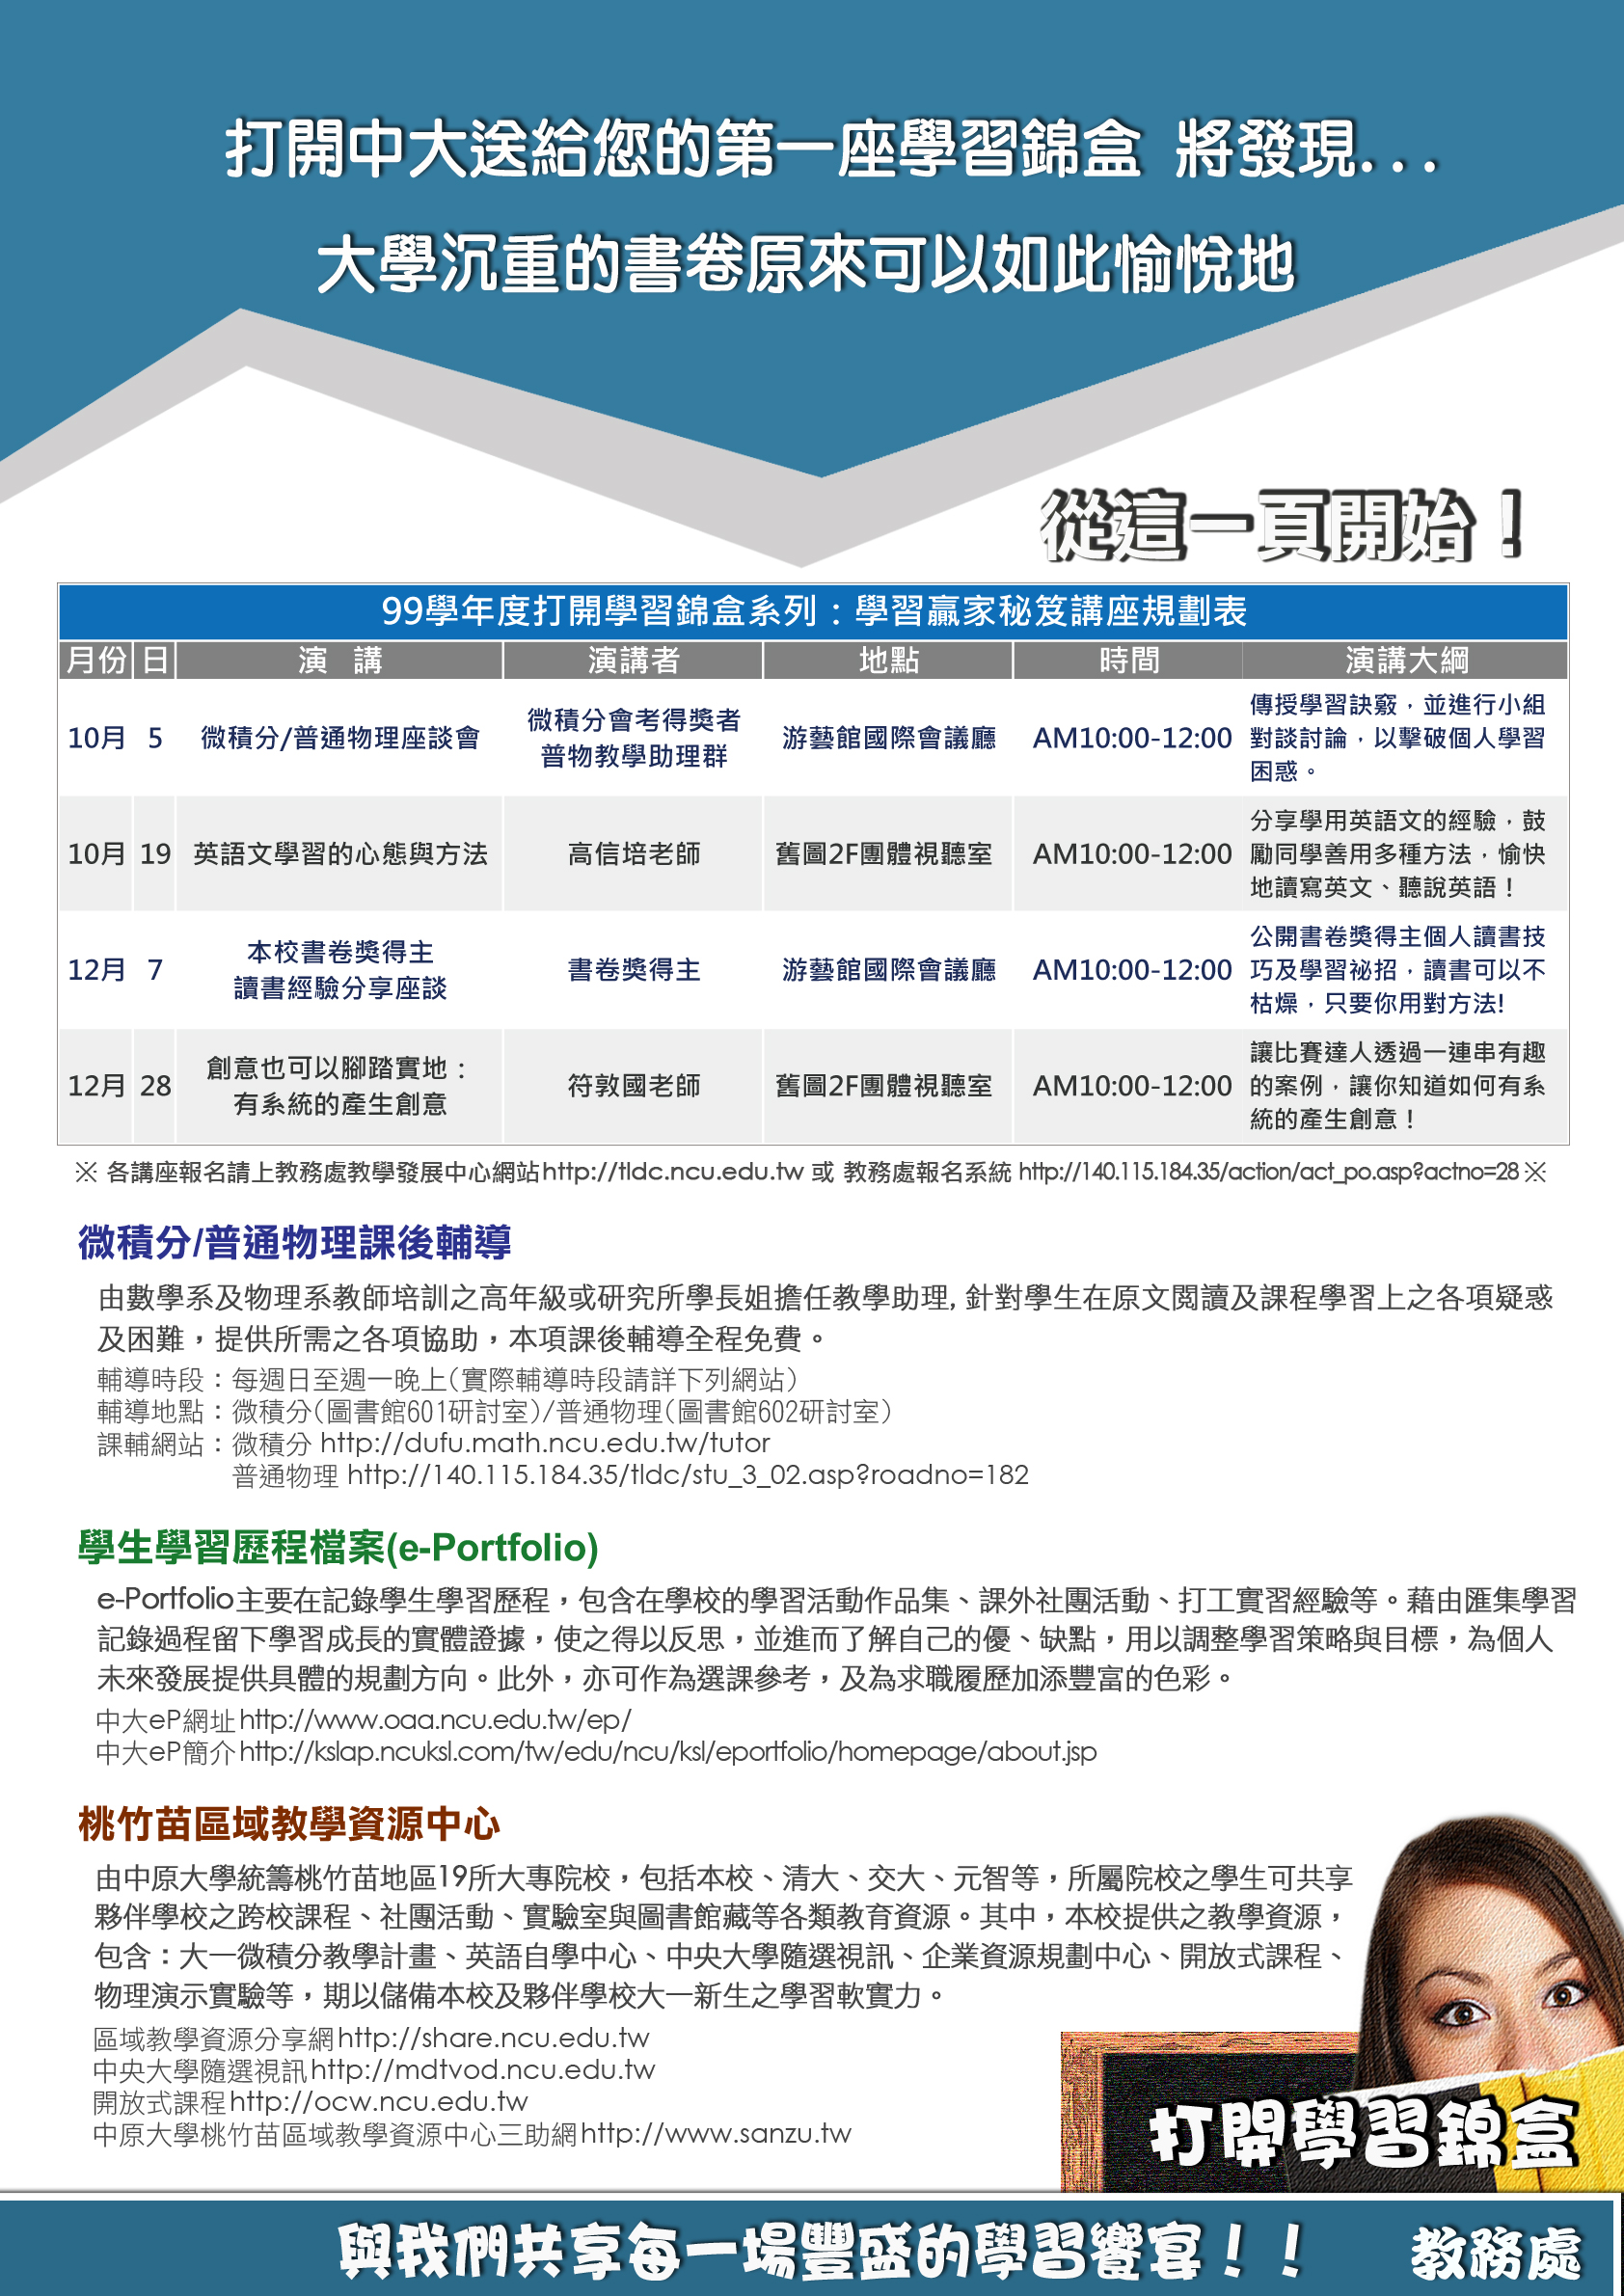 打開中大送給您的第一座學習錦盒 將發現...
大學沉重的書卷原來可以如此愉悅地
從這一頁開始！
99學年度打開學習錦盒系列：學習贏家秘笈講座規劃表
月份 日 演 講 演講者 地點 時間 演講大綱
10月 5 微積分/普通物理座談會 微積分會考得獎者 普物教學助理群 游藝館國際會議廳 AM10:00-12:00 傳授學習訣竅，並進行小組
對談討論，以擊破個人學習
困惑。
10月 19 英語文學習的心態與方法 高信培老師 舊圖2F團體視聽室 AM10:00-12:00 分享學用英語文的經驗，鼓
勵同學善用多種方法，愉快
地讀寫英文、聽說英語！
12月 7 本校書卷獎得主 讀書經驗分享座談 書卷獎得主 游藝館國際會議廳 AM10:00-12:00 公開書卷獎得主個人讀書技
巧及學習祕招，讀書可以不
枯燥，只要你用對方法!
12月 28 創意也可以腳踏實地： 有系統的產生創意 符敦國老師 舊圖2F團體視聽室 AM10:00-12:00 讓比賽達人透過一連串有趣
的案例，讓你知道如何有系
統的產生創意！
※ 各講座報名請上教務處教學發展中心網站http://tldc.ncu.edu.tw 或 教務處報名系統 http://140.115.184.35/action/act_po.asp?actno=28 ※
微積分/普通物理課後輔導
由數學系及物理系教師培訓之高年級或研究所學長姐擔任教學助理, 針對學生在原文閱讀及課程學習上之各項疑惑
及困難，提供所需之各項協助，本項課後輔導全程免費。
輔導時段：每週日至週一晚上(實際輔導時段請詳下列網站)
輔導地點：微積分(圖書館601研討室)/普通物理(圖書館602研討室)
課輔網站：微積分 http://dufu.math.ncu.edu.tw/tutor
普通物理 http://140.115.184.35/tldc/stu_3_02.asp?roadno=182
學生學習歷程檔案(e-Portfolio)
e-Portfolio主要在記錄學生學習歷程，包含在學校的學習活動作品集、課外社團活動、打工實習經驗等。藉由匯集學習
記錄過程留下學習成長的實體證據，使之得以反思，並進而了解自己的優、缺點，用以調整學習策略與目標，為個人
未來發展提供具體的規劃方向。此外，亦可作為選課參考，及為求職履歷加添豐富的色彩。
中大eP網址http://www.oaa.ncu.edu.tw/ep/
中大eP簡介http://kslap.ncuksl.com/tw/edu/ncu/ksl/eportfolio/homepage/about.jsp
桃竹苗區域教學資源中心
由中原大學統籌桃竹苗地區19所大專院校，包括本校、清大、交大、元智等，所屬院校之學生可共享
夥伴學校之跨校課程、社團活動、實驗室與圖書館藏等各類教育資源。其中，本校提供之教學資源，
包含：大一微積分教學計畫、英語自學中心、中央大學隨選視訊、企業資源規劃中心、開放式課程、
物理演示實驗等，期以儲備本校及夥伴學校大一新生之學習軟實力。
區域教學資源分享網http://share.ncu.edu.tw
中央大學隨選視訊http://mdtvod.ncu.edu.tw
開放式課程http://ocw.ncu.edu.tw
中原大學桃竹苗區域教學資源中心三助網http://www.sanzu.tw
打開學習錦盒
與我們共享每一場豐盛的學習饗宴！！ 教務處